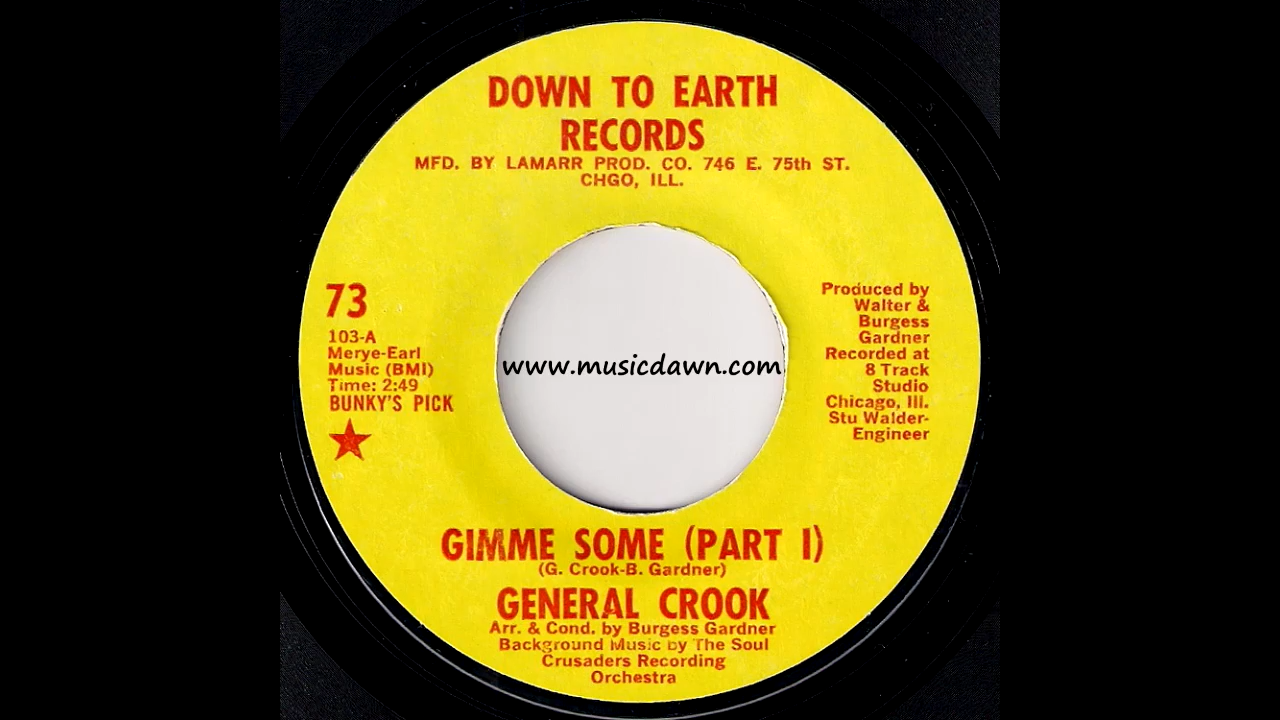 DOWN TO EARTH
RECORDS
MFD. BY LAMARR PROD. CO. 746 E. 75th ST.
CHGO, ILL.
73
103-A
Merye-Earl
Music (BMI)
Time: 2:49
BUNKY'S PICK
Produced by
Walter &
Burgess
Gardner
Recorded at
8 Track
Studio
Chicago, Ill.
Stu Walder-
Engineer
www.musicdawn.com
GIMME SOME (PART I)
(G. Crook-B. Gardner)
GENERAL CROOK
Arr. & Cond. by Burgess Gardner
Background Music by The Soul
Crusaders Recording
Orchestra